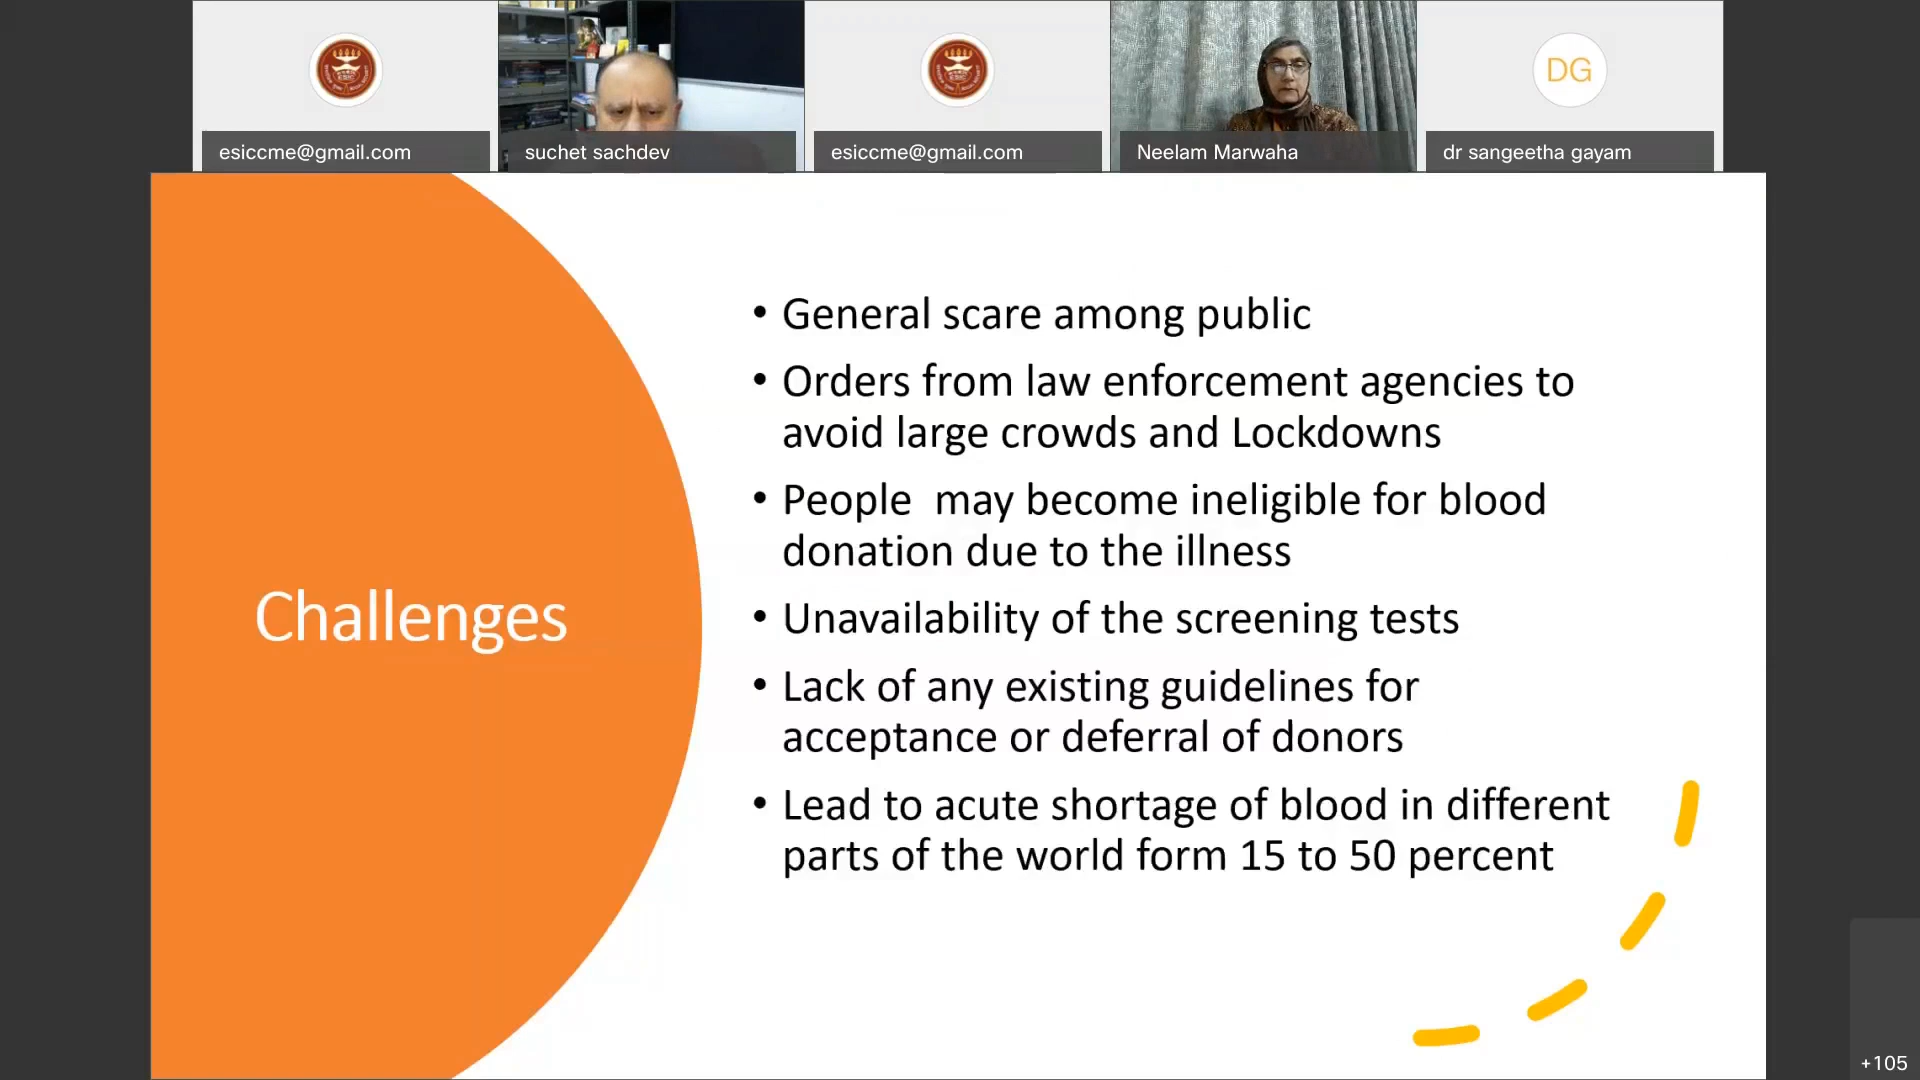 esiccme@gmail.com
suchet sachdev
esiccme@gmail.com
Neelam Marwaha
DG
dr sangeetha gayam
Challenges
• General scare among public
• Orders from law enforcement agencies to
avoid large crowds and Lockdowns
• People  may become ineligible for blood
donation due to the illness
• Unavailability of the screening tests
• Lack of any existing guidelines for
acceptance or deferral of donors
• Lead to acute shortage of blood in different
parts of the world form 15 to 50 percent
+105